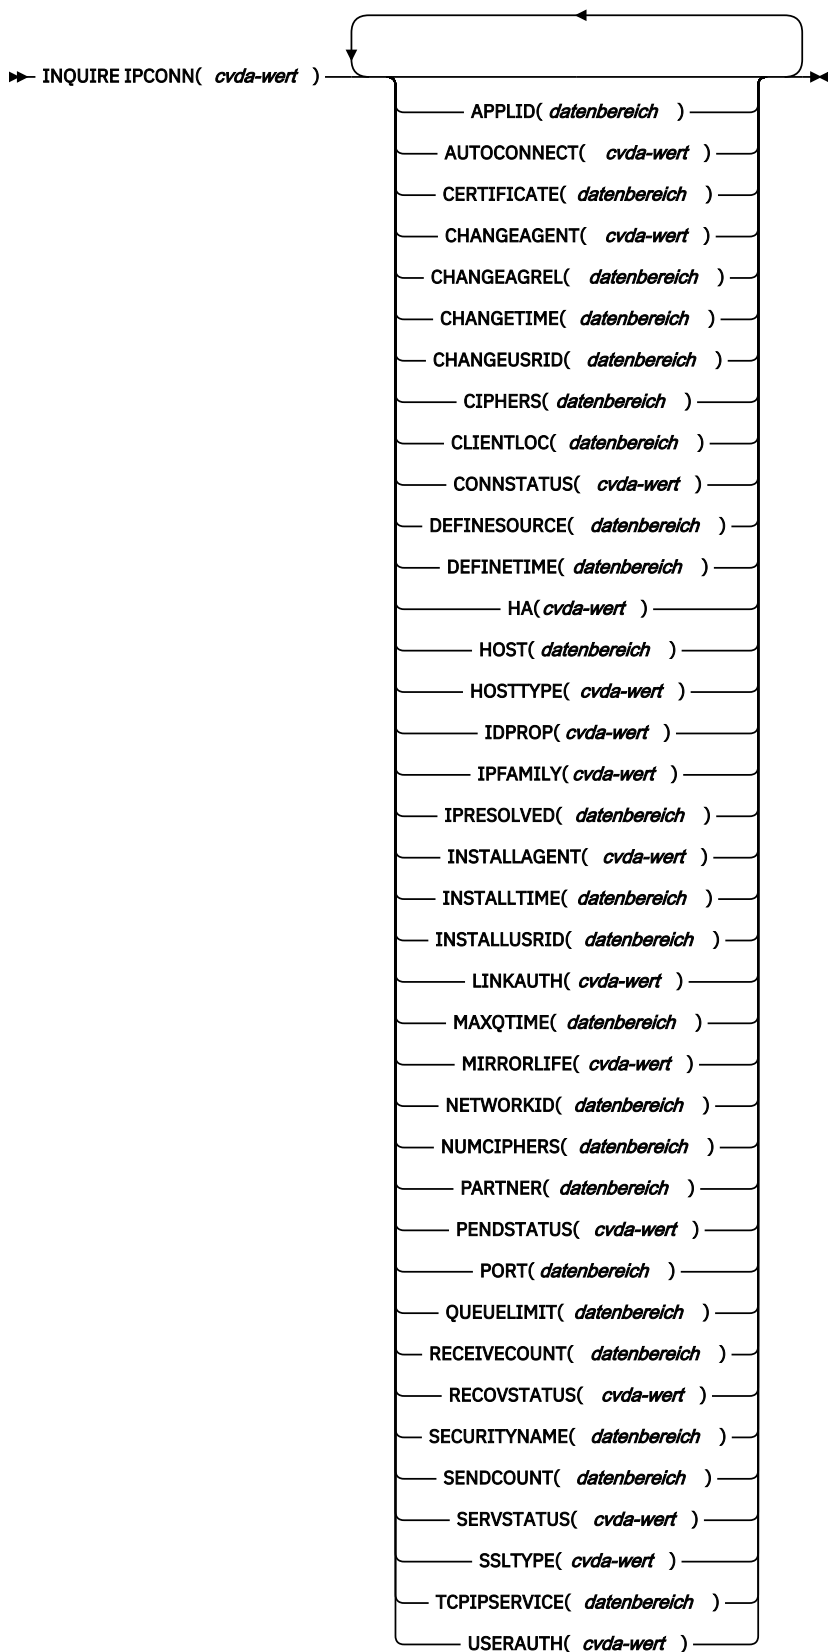 INQUIRE IPCONN( cvda-wert )
APPLID( datenbereich )
AUTOCONNECT( cvda-wert )
CERTIFICATE( datenbereich )
CHANGEAGENT( cvda-wert )
CHANGEAGREL( datenbereich )
CHANGETIME( datenbereich )
CHANGEUSRID( datenbereich )
CIPHERS( datenbereich )
CLIENTLOC( datenbereich )
CONNSTATUS( cvda-wert )
DEFINESOURCE( datenbereich )
DEFINETIME( datenbereich )
HA(cvda-wert )
HOST( datenbereich )
HOSTTYPE( cvda-wert )
IDPROP( cvda-wert )
IPFAMILY( cvda-wert )
IPRESOLVED( datenbereich )
INSTALLAGENT( cvda-wert )
INSTALLTIME( datenbereich )
INSTALLUSRID( datenbereich )
LINKAUTH( cvda-wert )
MAXQTIME( datenbereich )
MIRRORLIFE( cvda-wert )
NETWORKID( datenbereich )
NUMCIPHERS( datenbereich )
PARTNER( datenbereich )
PENDSTATUS( cvda-wert )
PORT( datenbereich )
QUEUELIMIT( datenbereich )
RECEIVECOUNT( datenbereich )
RECOVSTATUS( cvda-wert )
SECURITYNAME( datenbereich )
SENDCOUNT( datenbereich )
SERVSTATUS( cvda-wert )
SSLTYPE( cvda-wert )
TCPIPSERVICE( datenbereich )
USERAUTH( cvda-wert )